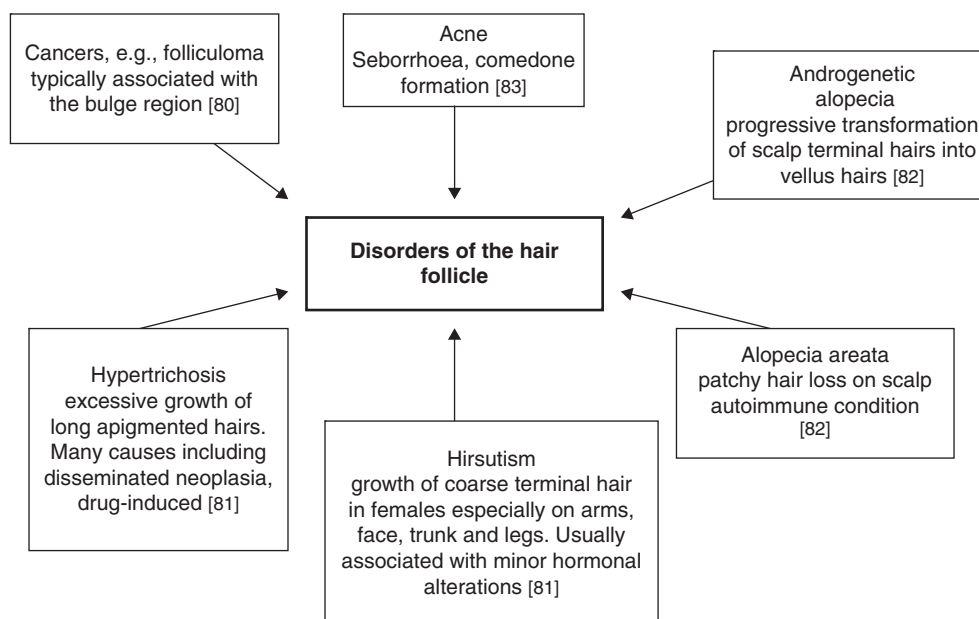 Cancers, e.g., folliculoma
typically associated with
the bulge region [80]
Acne
Seborrhoea, comedone
formation [83]
Androgenetic
alopecia
progressive transformation
of scalp terminal hairs into
vellus hairs [82]
Disorders of the hair
follicle
Hypertrichosis
excessive growth of
long apigmented hairs.
Many causes including
disseminated neoplasia,
drug-induced [81]
Hirsutism
growth of coarse terminal hair
in females especially on arms,
face, trunk and legs. Usually
associated with minor hormonal
alterations [81]
Alopecia areata
patchy hair loss on scalp
autoimmune condition
[82]